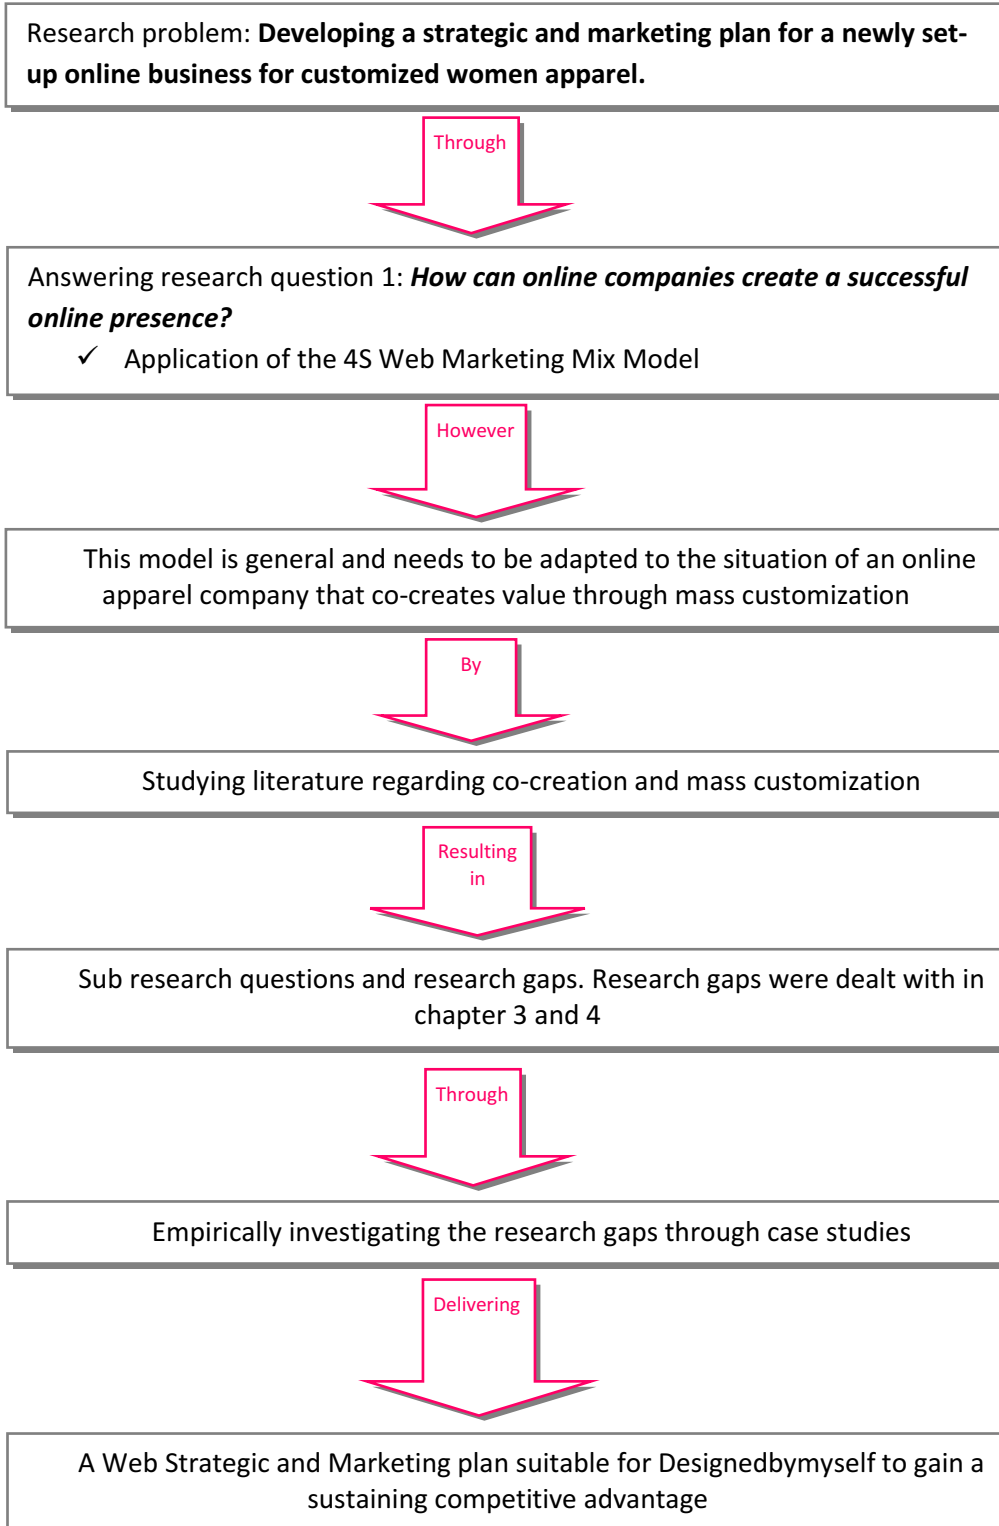 Research problem: Developing a strategic and marketing plan for a newly set-
up online business for customized women apparel.
Through
Answering research question 1: How can online companies create a successful
online presence?
✓ Application of the 4S Web Marketing Mix Model
However
This model is general and needs to be adapted to the situation of an online
apparel company that co-creates value through mass customization
By
Studying literature regarding co-creation and mass customization
Resulting
in
Sub research questions and research gaps. Research gaps were dealt with in
chapter 3 and 4
Through
Empirically investigating the research gaps through case studies
Delivering
A Web Strategic and Marketing plan suitable for Designedbymyself to gain a
sustaining competitive advantage